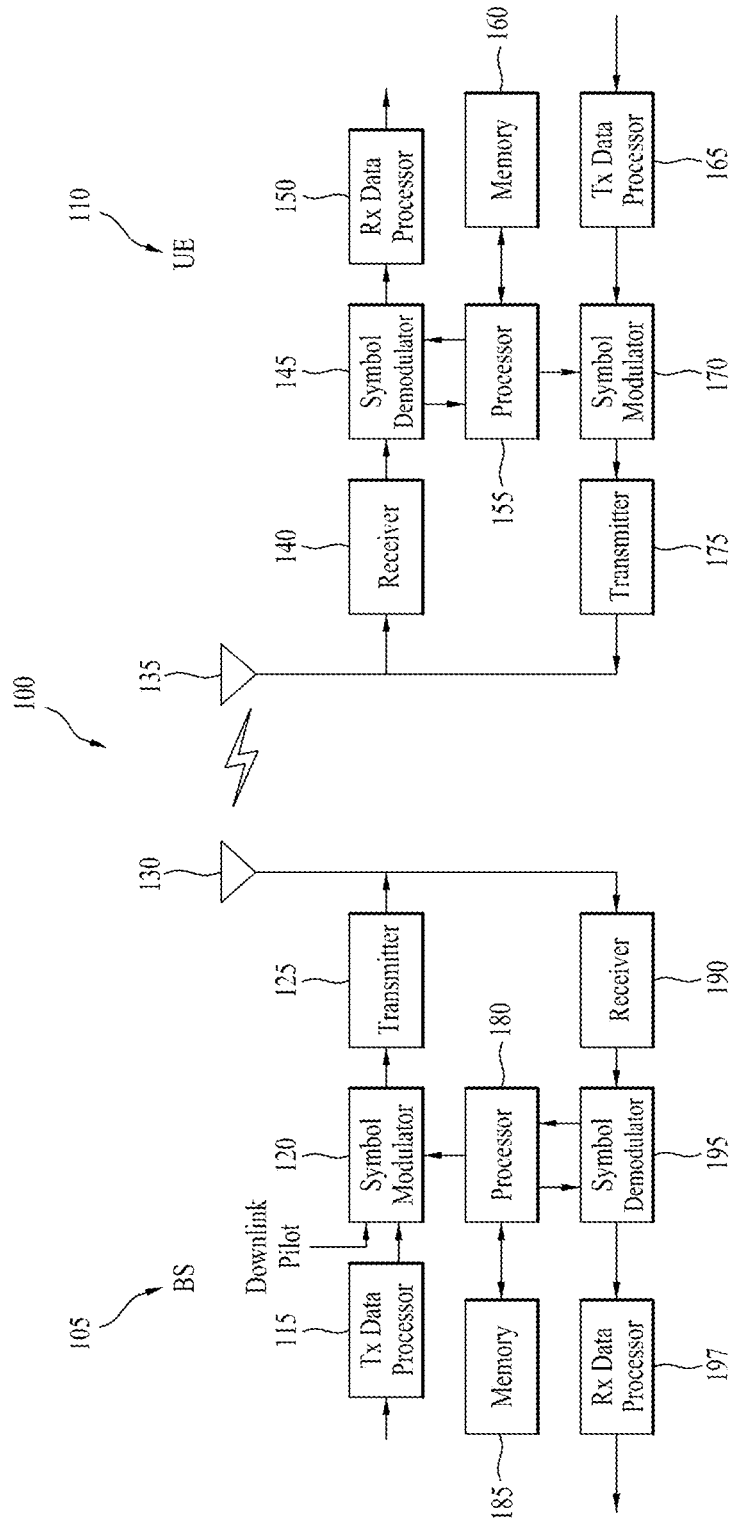 100
105
BS
110
UE
130
135
Downlink
Pilot
115
Tx Data
Processor
120
Symbol
Modulator
125
Transmitter
140
Receiver
145
Symbol
Demodulator
150
Rx Data
Processor
185
Memory
180
Processor
155
Processor
160
Memory
197
Rx Data
Processor
195
Symbol
Demodulator
190
Receiver
175
Transmitter
170
Symbol
Modulator
165
Tx Data
Processor